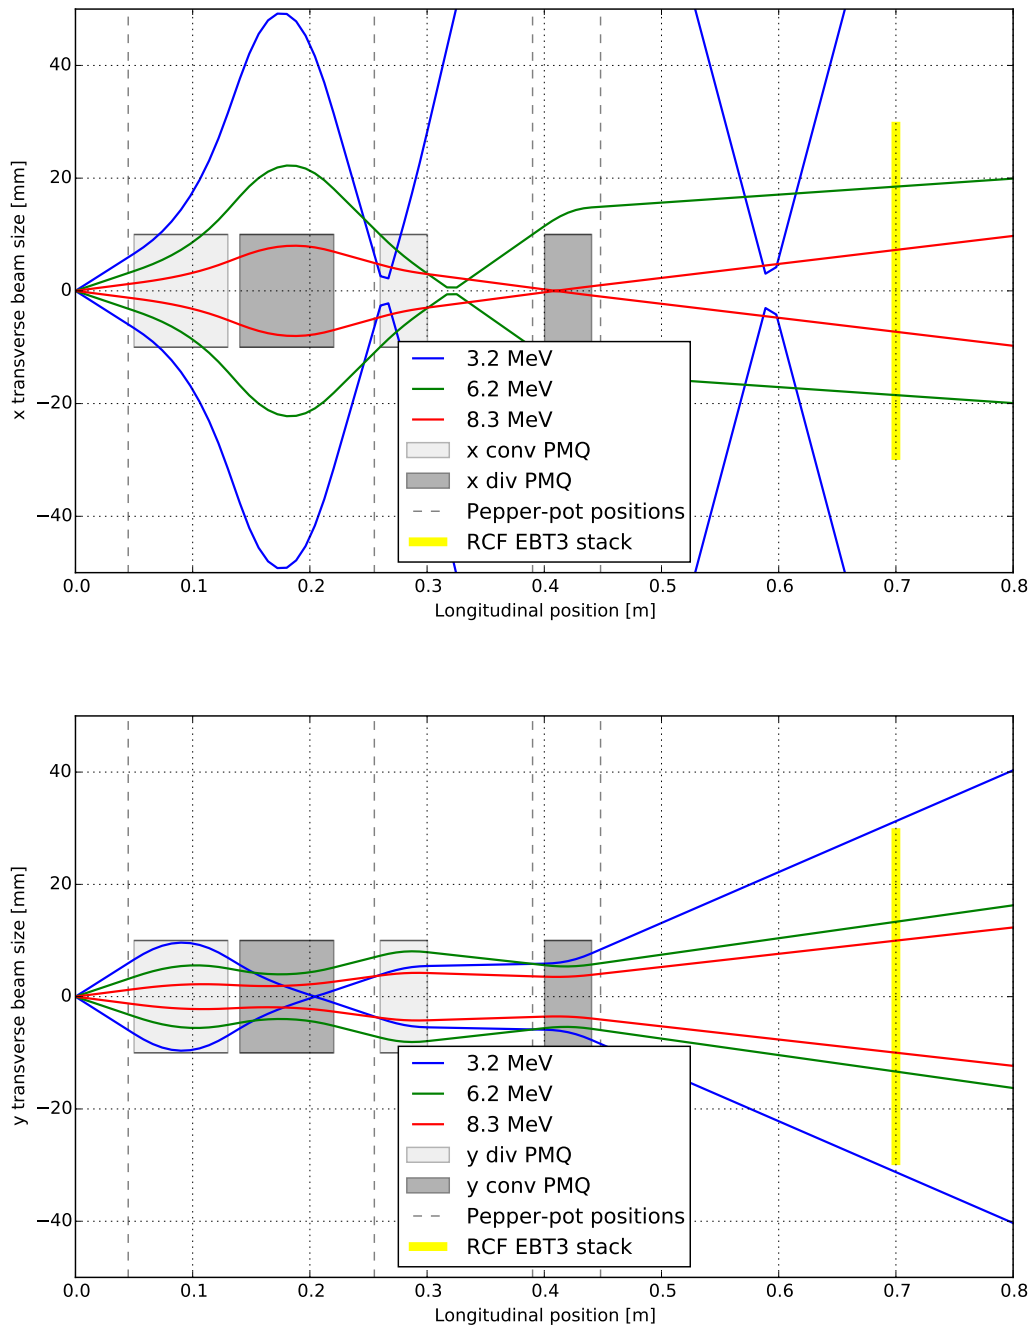 40
20
0
−20
−40
x transverse beam size [mm]
3.2 MeV
6.2 MeV
8.3 MeV
x conv PMQ
x div PMQ
Pepper-pot positions
RCF EBT3 stack
0.0 0.1 0.2 0.3 0.4 0.5 0.6 0.7 0.8
Longitudinal position [m]
40
20
0
−20
−40
y transverse beam size [mm]
3.2 MeV
6.2 MeV
8.3 MeV
y div PMQ
y conv PMQ
Pepper-pot positions
RCF EBT3 stack
0.0 0.1 0.2 0.3 0.4 0.5 0.6 0.7 0.8
Longitudinal position [m]